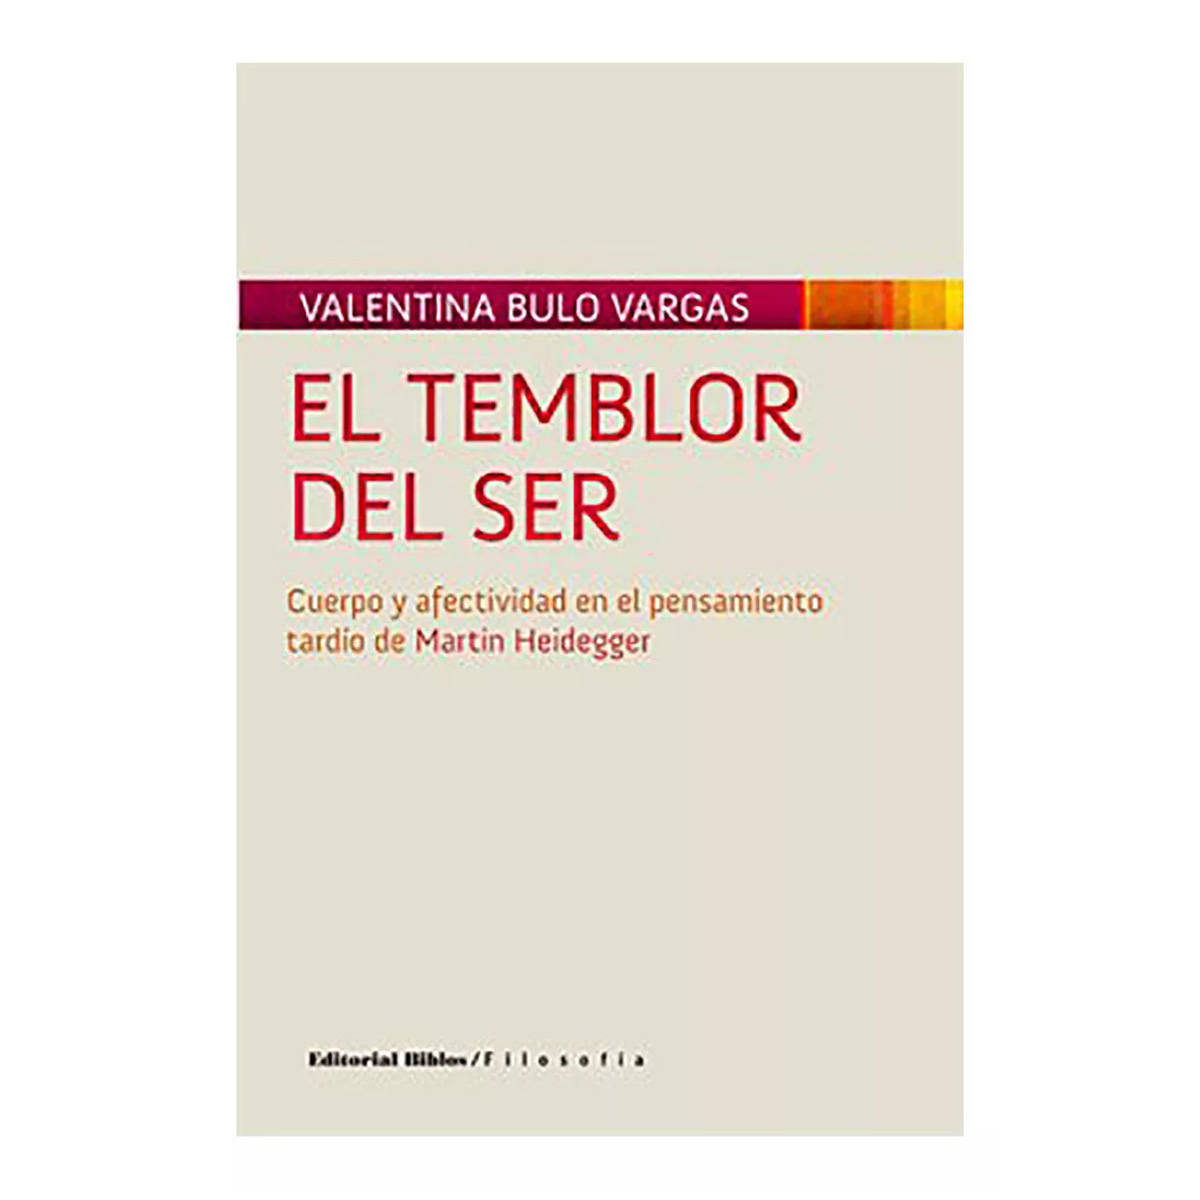 VALENTINA BULO VARGAS
EL TEMBLOR
DEL SER
Cuerpo y afectividad en el pensamiento
tardío de Martin Heidegger
Editorial Biblos/Filosofía